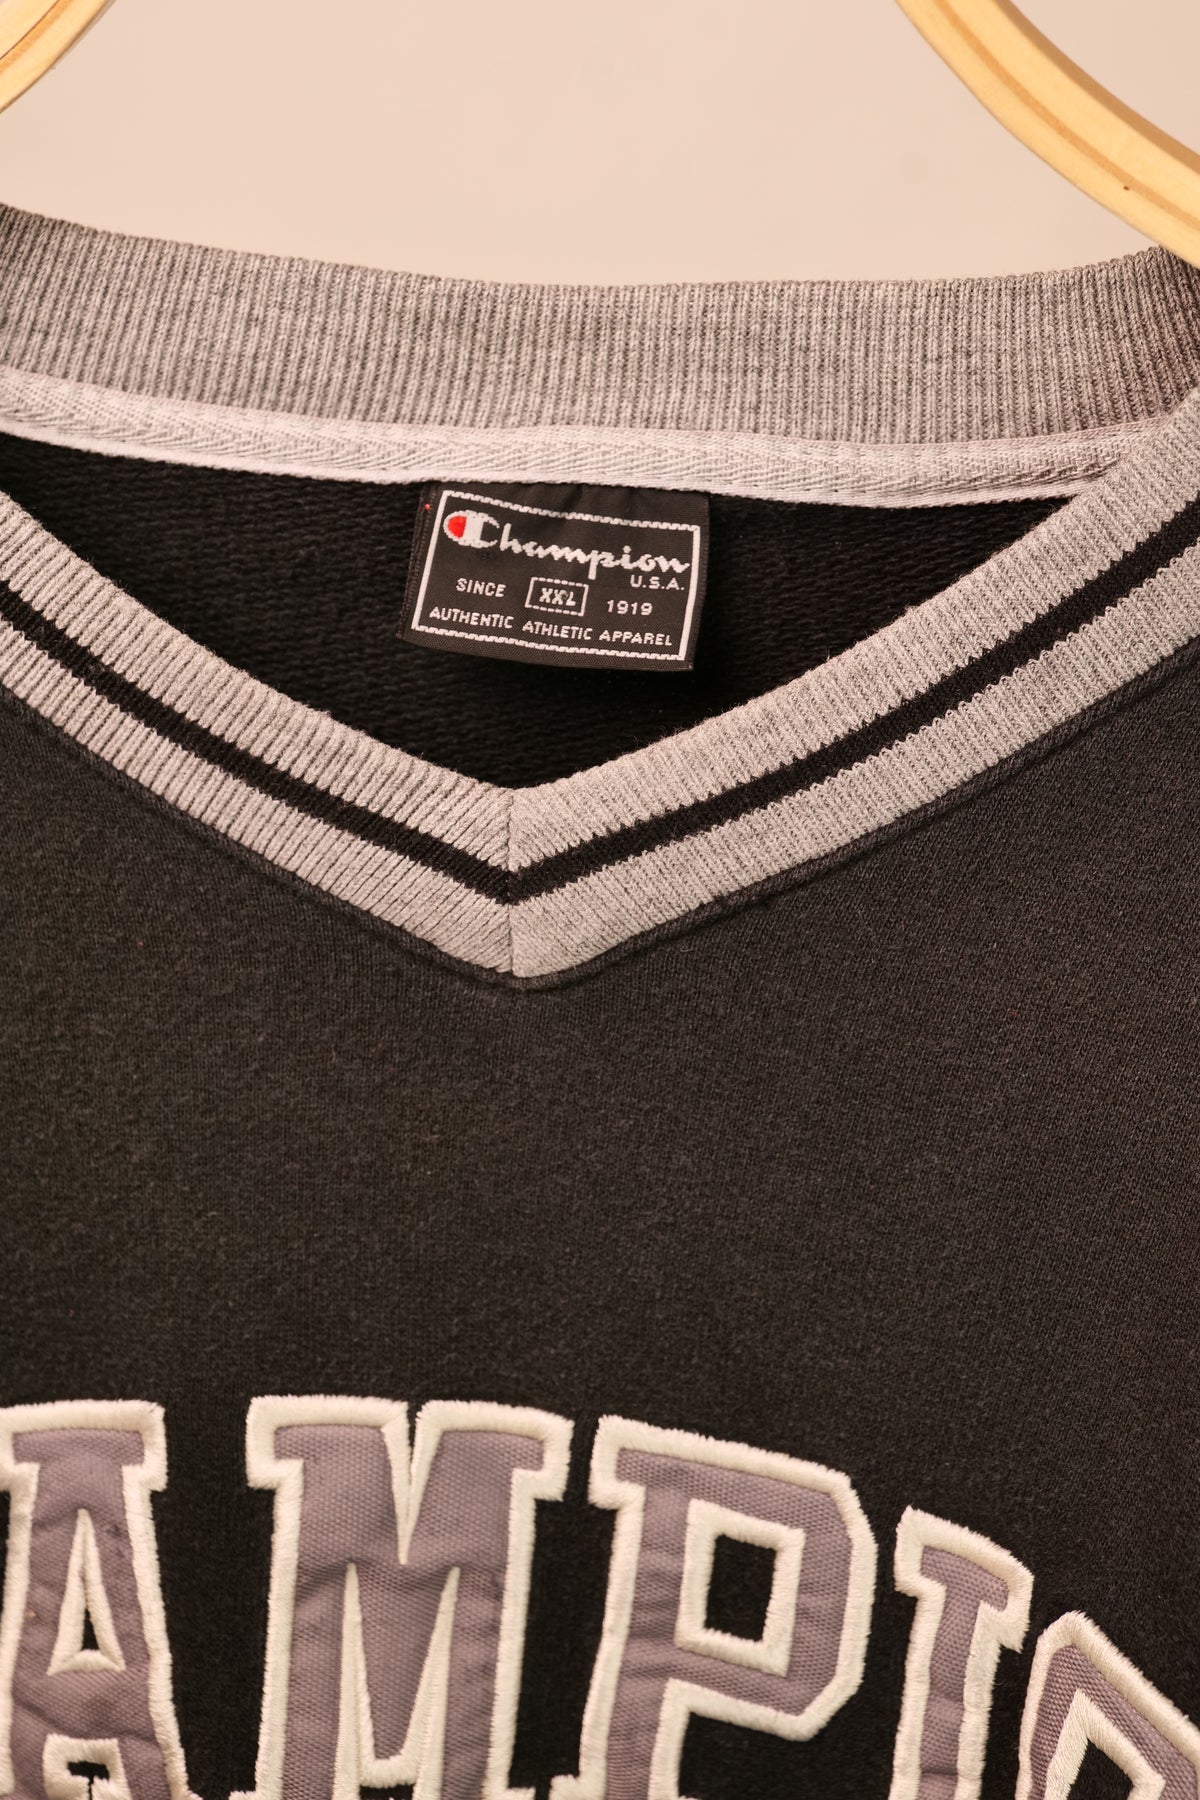 Champion
U.S.A.
SINCE XXL 1919
AUTHENTIC ATHLETIC APPAREL
AMPIO